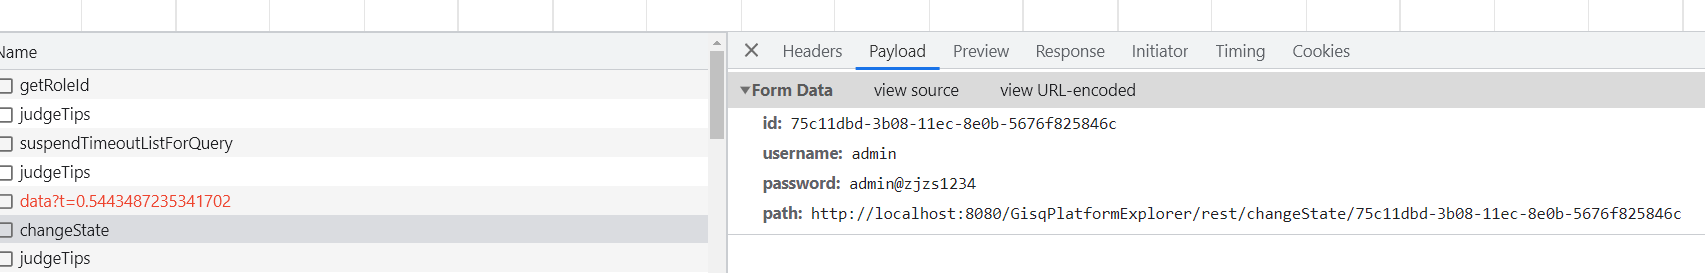 Name
getRoleId
judgeTips
suspendTimeoutListForQuery
judgeTips
data?t=0.5443487235341702
changeState
judgeTips
Headers Payload Preview Response Initiator Timing Cookies
Form Data view source view URL-encoded
id: 75c11dbd-3b08-11ec-8e0b-5676f825846c
username: admin
password: admin@zjzs1234
path: http://localhost:8080/GisqPlatformExplorer/rest/changeState/75c11dbd-3b08-11ec-8e0b-5676f825846c